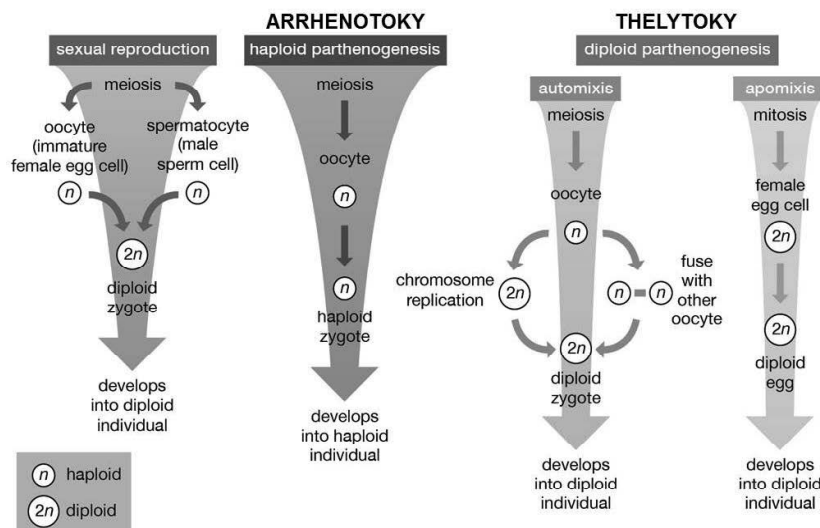 ARRHENOTOKY
THELYTOKY
sexual reproduction
haploid parthenogenesis
diploid parthenogenesis
meiosis
oocyte
(immature
female egg cell)
n
spermatocyte
(male
sperm cell)
n
2n
diploid
zygote
develops
into diploid
individual
meiosis
oocyte
n
n
haploid
zygote
develops
into haploid
individual
automixis
meiosis
oocyte
n
chromosome
replication
2n
fuse
with
other
oocyte
n
n
2n
diploid
zygote
develops
into diploid
individual
apomixis
mitosis
female
egg cell
2n
2n
diploid
egg
develops
into diploid
individual
n haploid
2n diploid